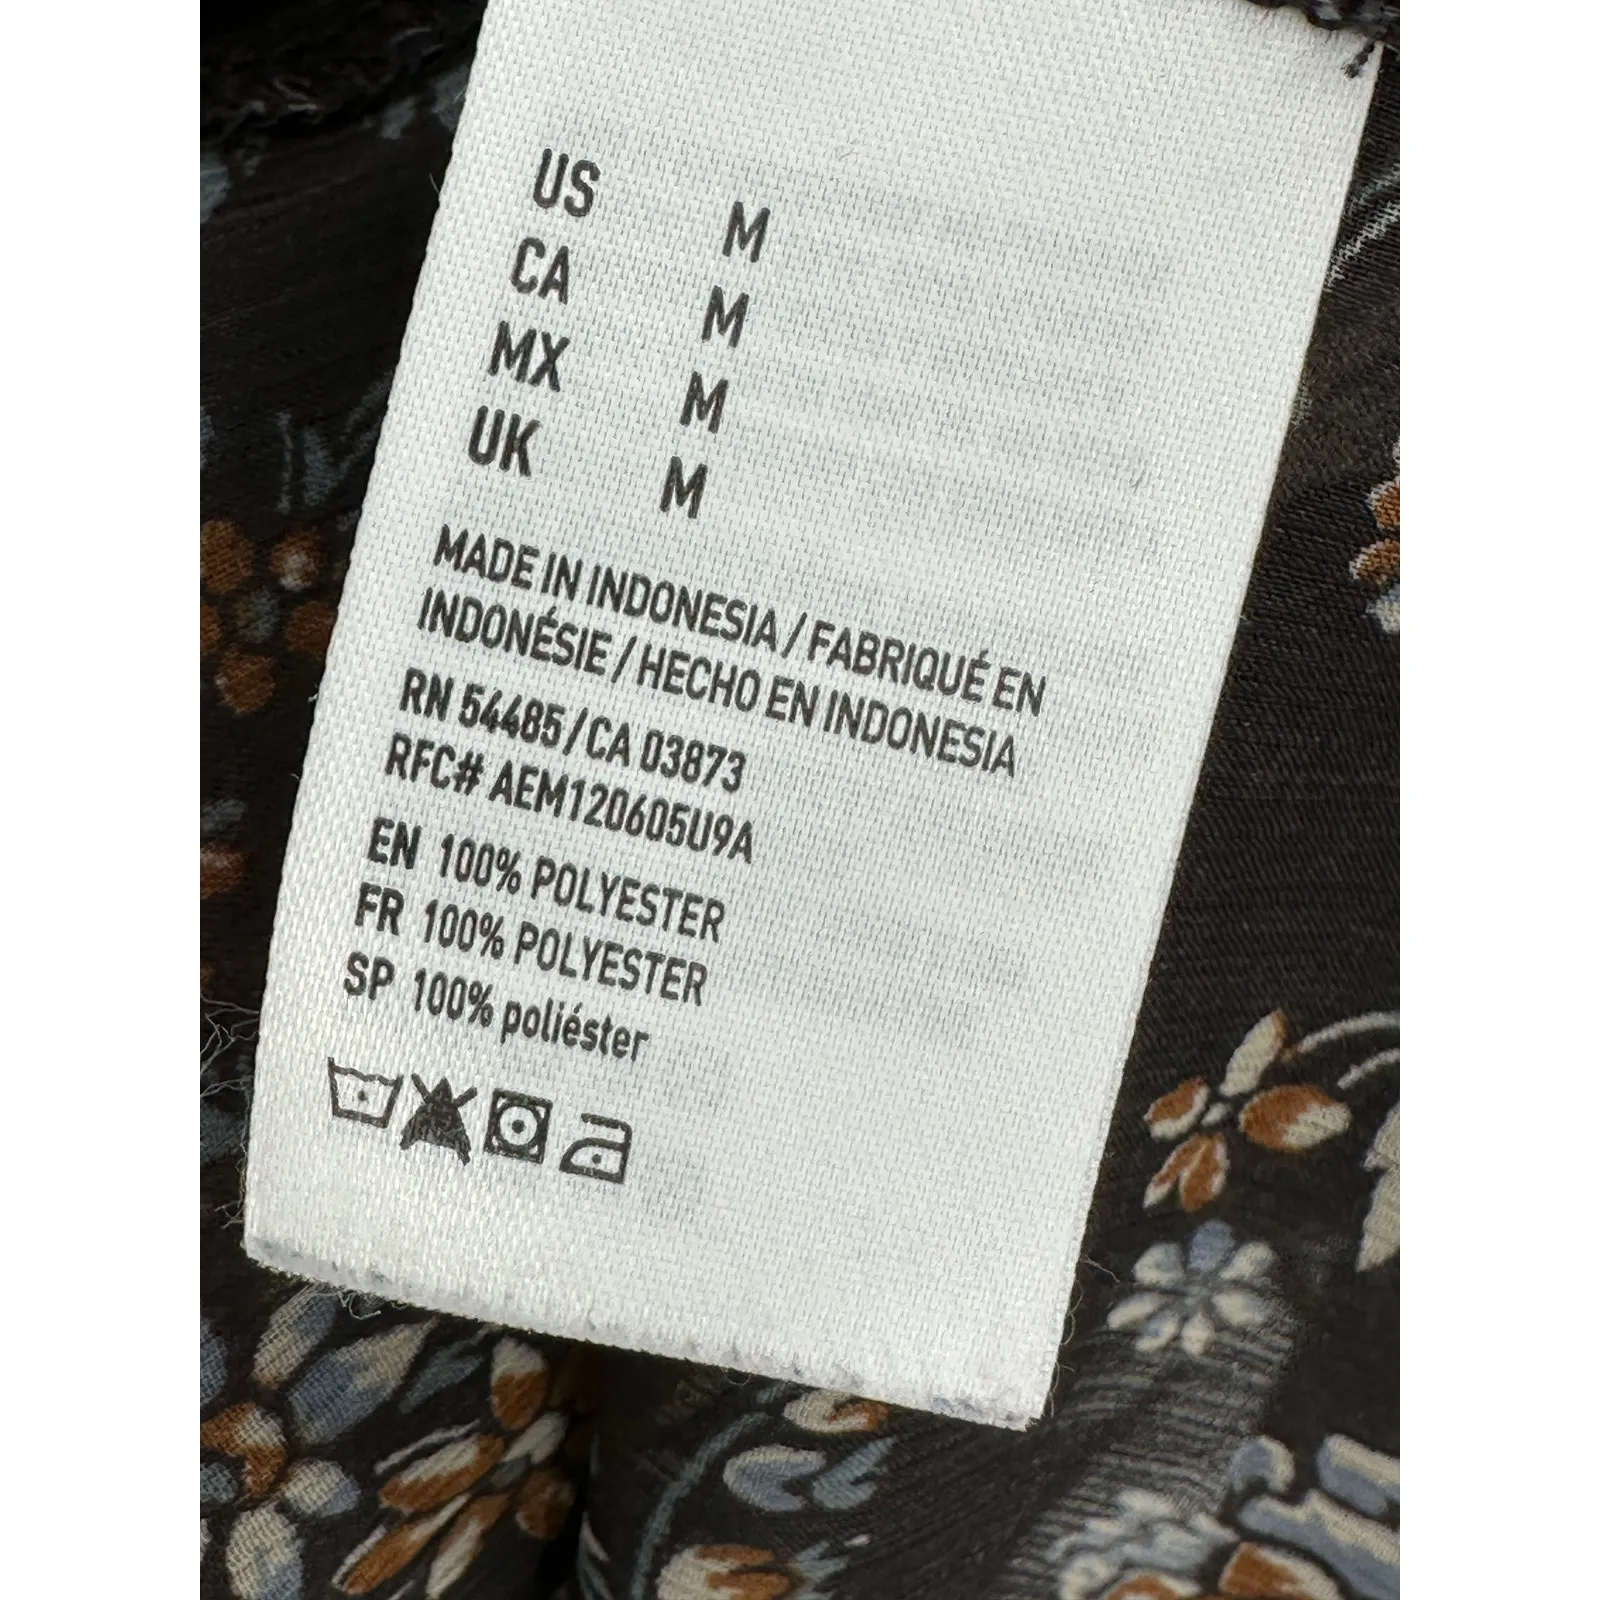 US M
CA M
MX M
UK M
MADE IN INDONESIA / FABRIQUÉ EN
INDONÉSIE / HECHO EN INDONESIA
RN 54485 / CA 03873
RFC# AEM120605U9A
EN 100% POLYESTER
FR 100% POLYESTER
SP 100% poliéster